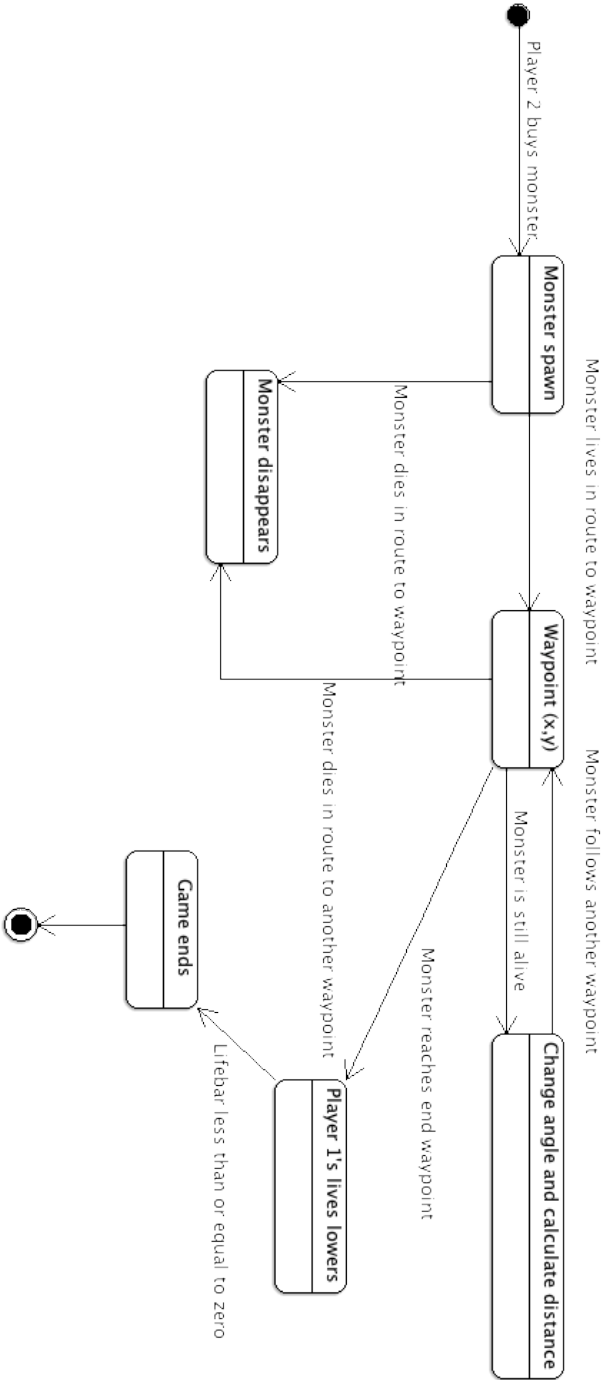 Player 2 buys monster
Monster spawn
Monster lives in route to waypoint
Waypoint (x,y)
Monster follows another waypoint
Monster is still alive
Change angle and calculate distance
Monster dies in route to waypoint
Monster disappears
Monster dies in route to another waypoint
Monster reaches end waypoint
Player 1's lives lowers
Lifebar less than or equal to zero
Game ends